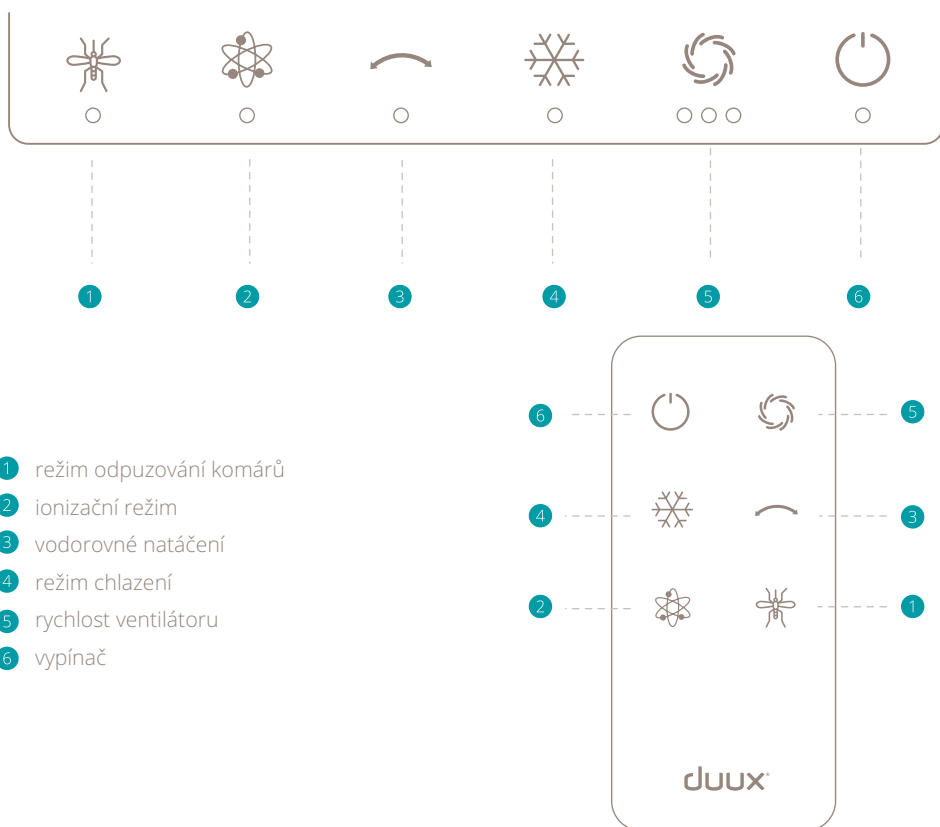 1 2 3 4 5 6
6 5
4 3
2 1
1 režim odpuzování komárů
2 ionizační režim
3 vodorovné natáčení
4 režim chlazení
5 rychlost ventilátoru
6 vypínač
duux®